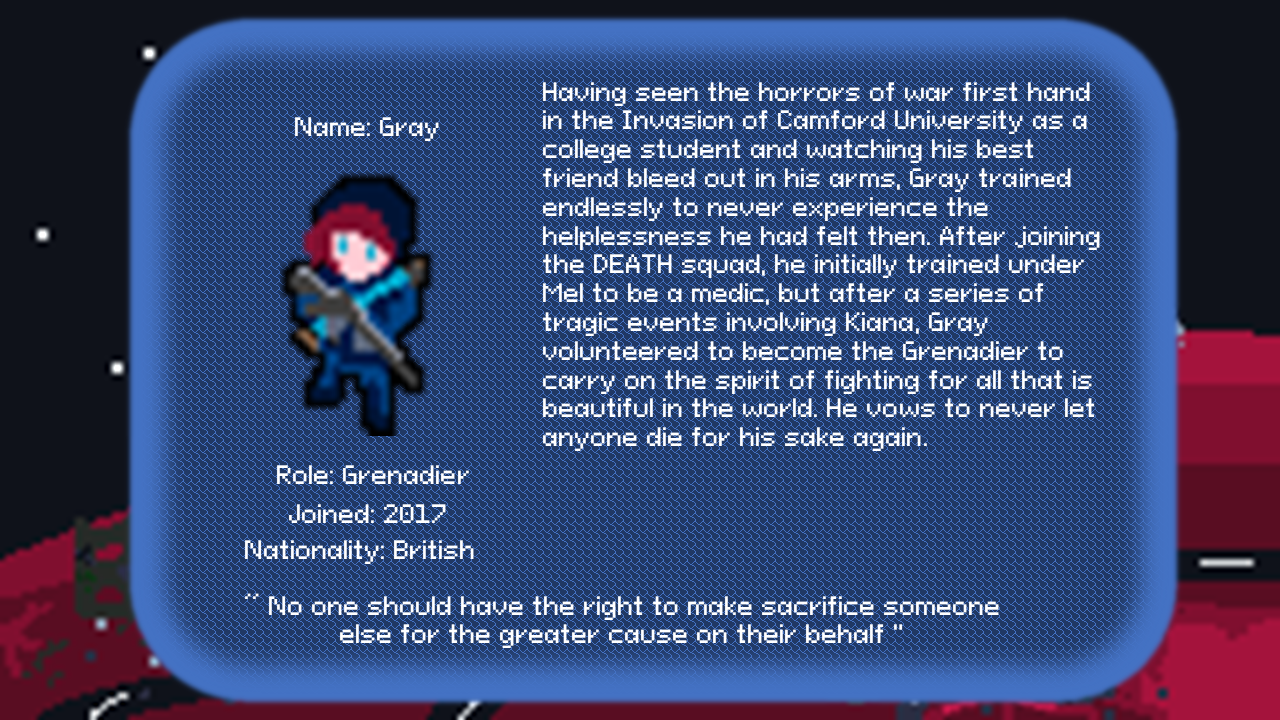 Name: Gray
Having seen the horrors of war first hand
in the Invasion of Camford University as a
college student and watching his best
friend bleed out in his arms, Gray trained
endlessly to never experience the
helplessness he had felt then. After joining
the DEATH squad, he initially trained under
Mel to be a medic, but after a series of
tragic events involving Kiana, Gray
volunteered to become the Grenadier to
carry on the spirit of fighting for all that is
beautiful in the world. He vows to never let
anyone die for his sake again.
Role: Grenadier
Joined: 2017
Nationality: British
“ No one should have the right to make sacrifice someone
else for the greater cause on their behalf "